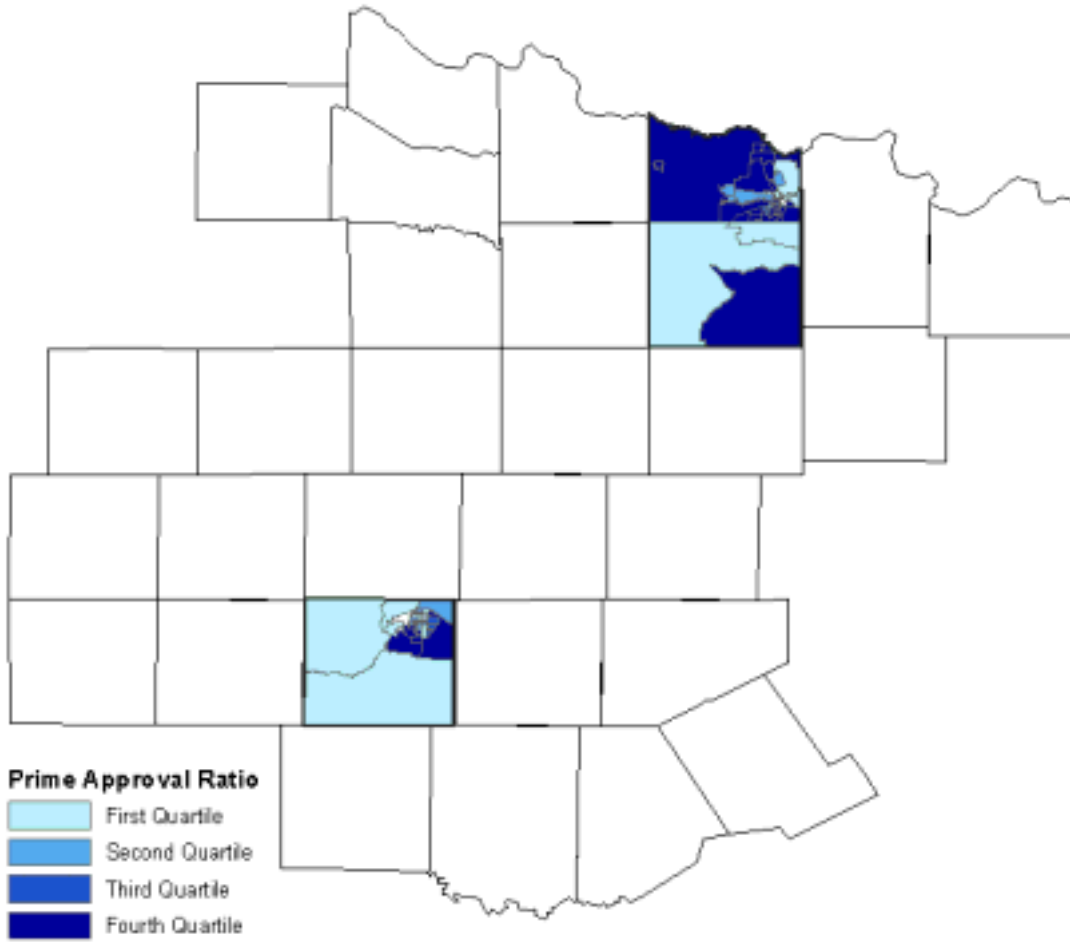 q
Prime Approval Ratio
First Quartile
Second Quartile
Third Quartile
Fourth Quartile